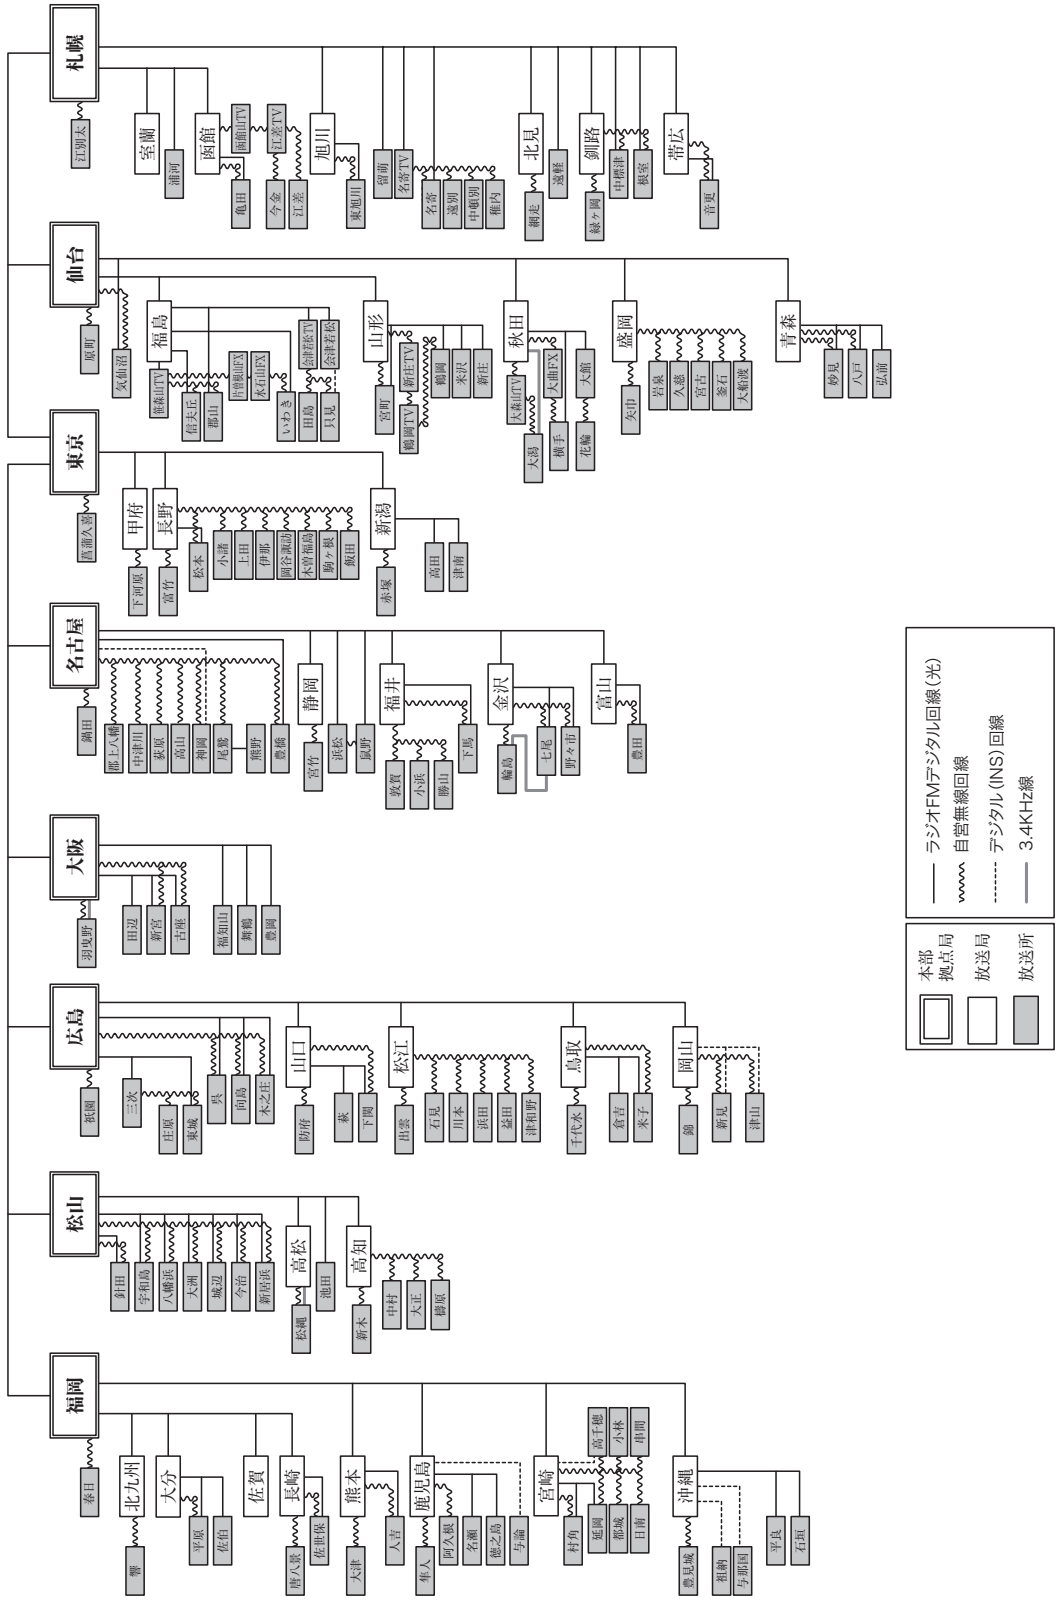 札幌
江別太
室蘭
浦河
函館
函館山TV
亀田
江差TV
今金
江差
旭川
東旭川
留萌
名寄TV
名寄
遠別
中頓別
稚内
北見
網走
遠軽
釧路
緑ヶ岡
中標津
根室
帯広
音更
仙台
原町
気仙沼
福島
笹森山TV
信夫丘
郡山
片曽根山FX
水石山FX
いわき
会津若松TV
会津若松
田島
只見
山形
宮町
新庄TV
鶴岡TV
鶴岡
米沢
新庄
秋田
大森山TV
大潟
大曲FX
横手
大館
花輪
盛岡
矢巾
岩泉
久慈
宮古
釜石
大船渡
青森
妙見
八戸
弘前
東京
菖蒲久喜
甲府
下河原
長野
富竹
松本
小諸
上田
伊那
岡谷諏訪
木曽福島
駒ヶ根
飯田
新潟
赤塚
高田
津南
名古屋
鍋田
郡上八幡
中津川
荻原
高山
神岡
尾鷲
熊野
豊橋
静岡
宮竹
浜松
鼠野
福井
敦賀
小浜
勝山
下馬
金沢
輪島
七尾
野々市
富山
豊田
大阪
羽曳野
田辺
新宮
古座
福知山
舞鶴
豊岡
広島
祇園
三次
庄原
東城
呉
向島
木之庄
山口
防府
萩
下関
松江
出雲
石見
川本
浜田
益田
津和野
鳥取
千代水
倉吉
米子
岡山
錦
新見
津山
松山
針田
宇和島
八幡浜
大洲
城辺
今治
新居浜
高松
松縄
池田
高知
新木
中村
大正
檮原
福岡
春日
北九州
響
大分
平原
佐伯
佐賀
長崎
唐八景
佐世保
熊本
大津
人吉
鹿児島
隼人
阿久根
名瀬
徳之島
与論
宮崎
村角
高千穂
小林
串間
延岡
都城
日南
沖縄
豊見城
祖納
与那国
平良
石垣
本部
拠点局
放送局
放送所
ラジオFMデジタル回線(光)
自営無線回線
デジタル(INS)回線
3.4KHz線